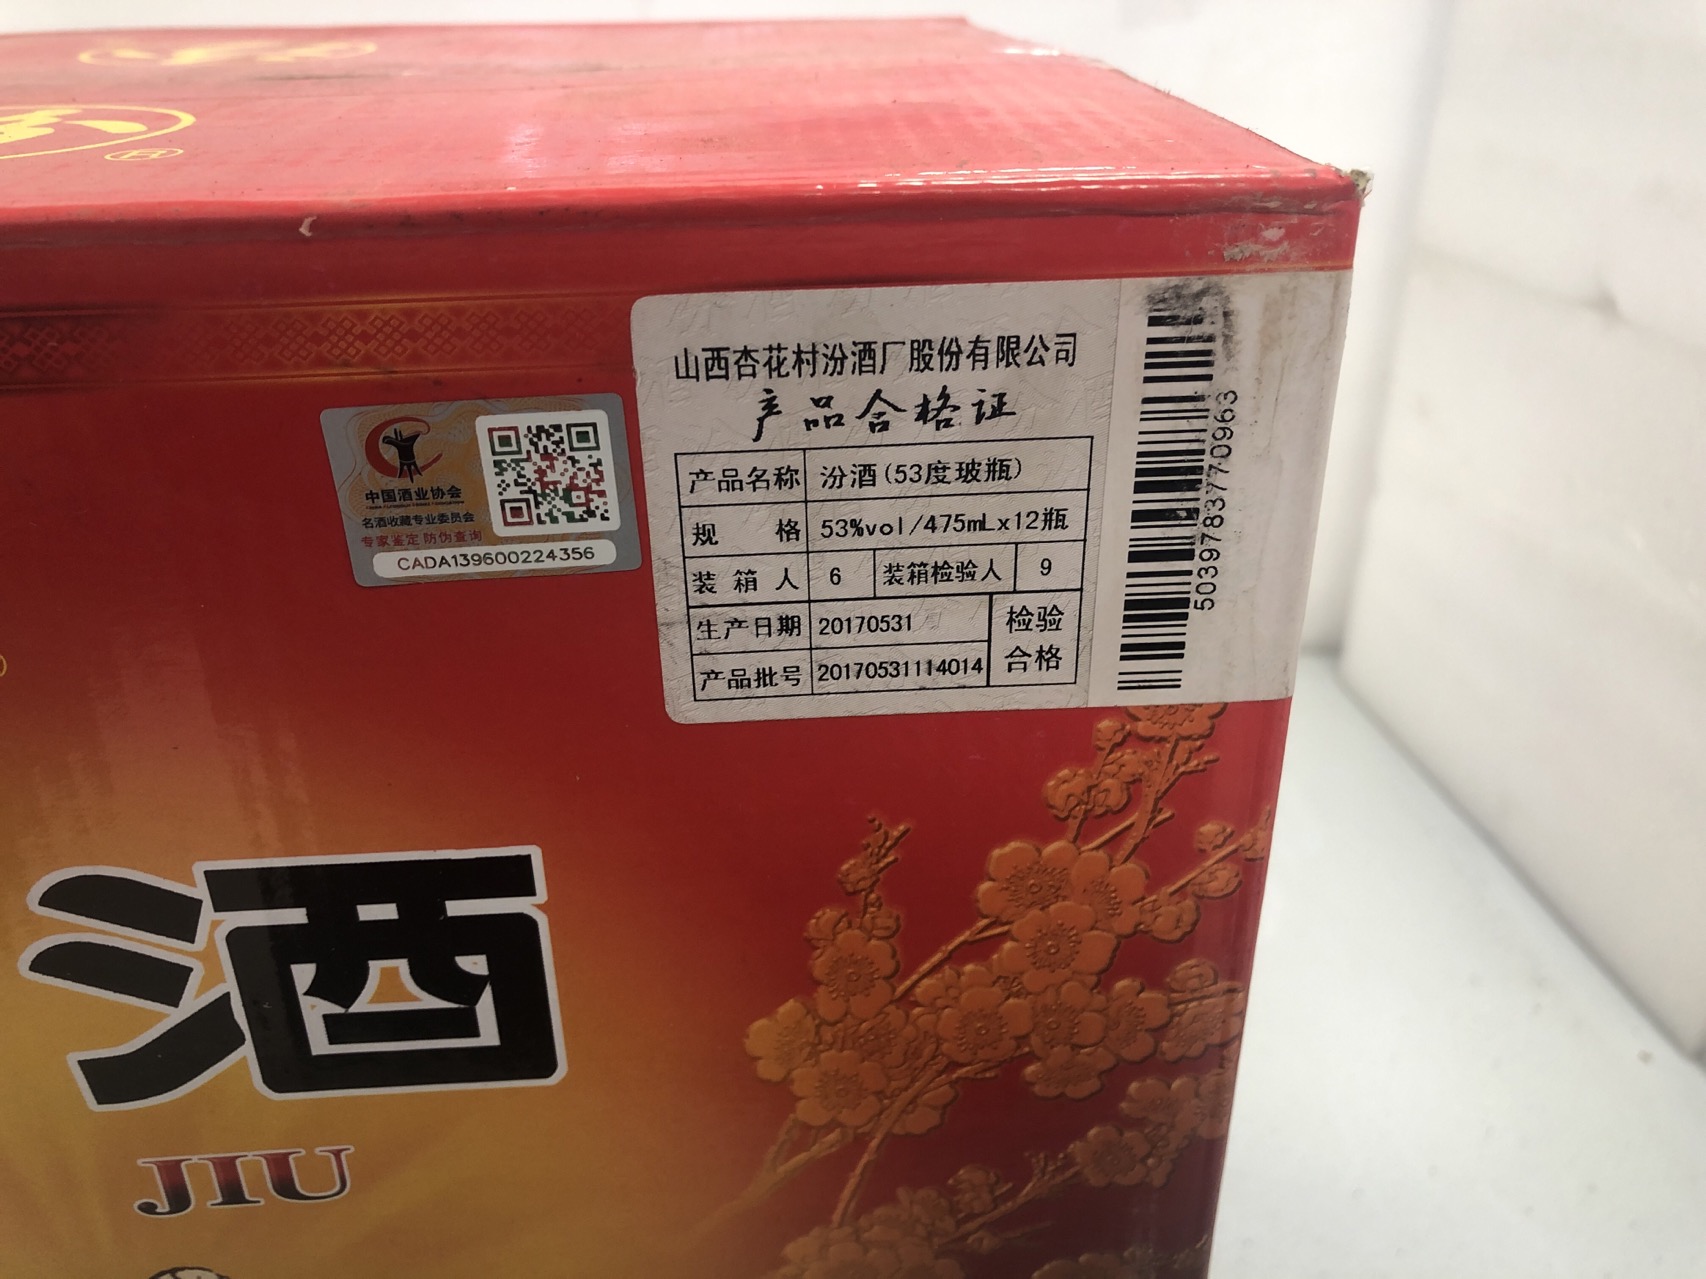 ®
山西杏花村汾酒厂股份有限公司
产品合格证
产品名称 汾酒(53度玻瓶)
规 格 53%vol/475mLx12瓶
装 箱 人 6 装箱检验人 9
生产日期 20170531 检验
产品批号 20170531114014 合格
5039783770963
中国酒业协会
名酒收藏专业委员会
专家鉴定 防伪查询
CADA139600224356
酒
JIU